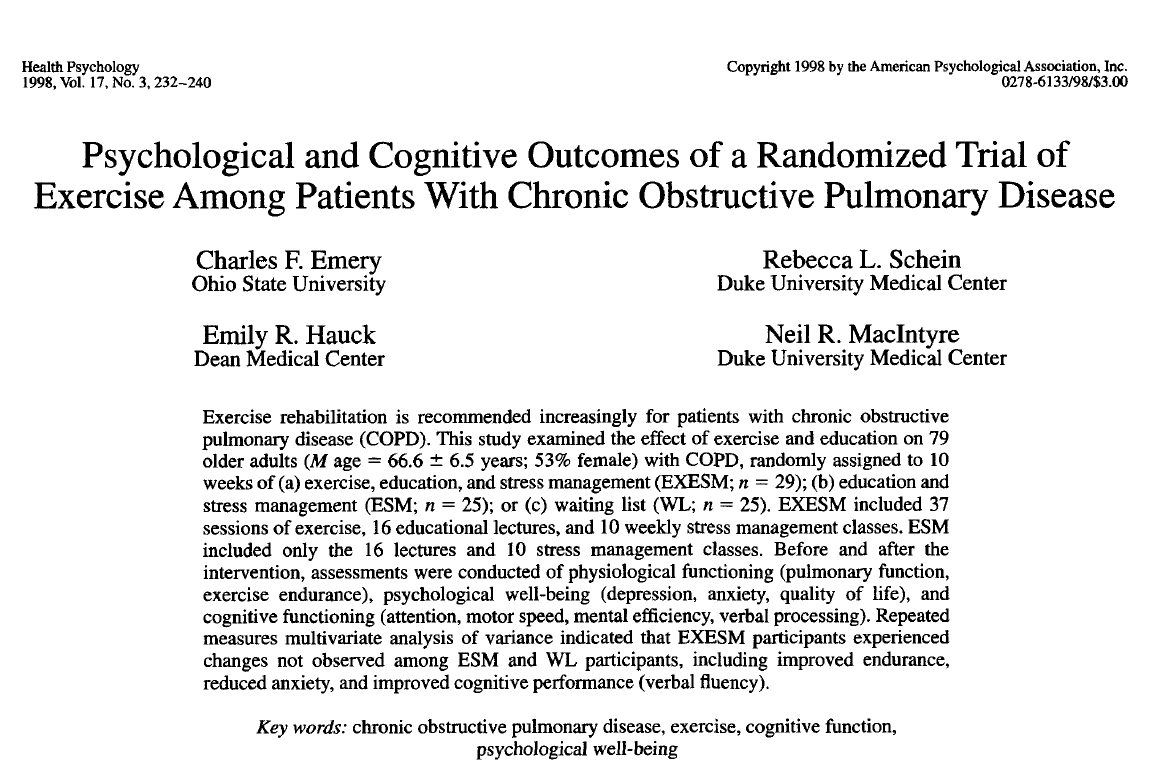 Health Psychology
1998, Vol. 17, No. 3, 232–240
Copyright 1998 by the American Psychological Association, Inc.
0278-6133/98/$3.00
Psychological and Cognitive Outcomes of a Randomized Trial of
Exercise Among Patients With Chronic Obstructive Pulmonary Disease
Charles F. Emery
Ohio State University
Rebecca L. Schein
Duke University Medical Center
Emily R. Hauck
Dean Medical Center
Neil R. MacIntyre
Duke University Medical Center
Exercise rehabilitation is recommended increasingly for patients with chronic obstructive
pulmonary disease (COPD). This study examined the effect of exercise and education on 79
older adults (M age = 66.6 ± 6.5 years; 53% female) with COPD, randomly assigned to 10
weeks of (a) exercise, education, and stress management (EXESM; n = 29); (b) education and
stress management (ESM; n = 25); or (c) waiting list (WL; n = 25). EXESM included 37
sessions of exercise, 16 educational lectures, and 10 weekly stress management classes. ESM
included only the 16 lectures and 10 stress management classes. Before and after the
intervention, assessments were conducted of physiological functioning (pulmonary function,
exercise endurance), psychological well-being (depression, anxiety, quality of life), and
cognitive functioning (attention, motor speed, mental efficiency, verbal processing). Repeated
measures multivariate analysis of variance indicated that EXESM participants experienced
changes not observed among ESM and WL participants, including improved endurance,
reduced anxiety, and improved cognitive performance (verbal fluency).
Key words: chronic obstructive pulmonary disease, exercise, cognitive function,
psychological well-being